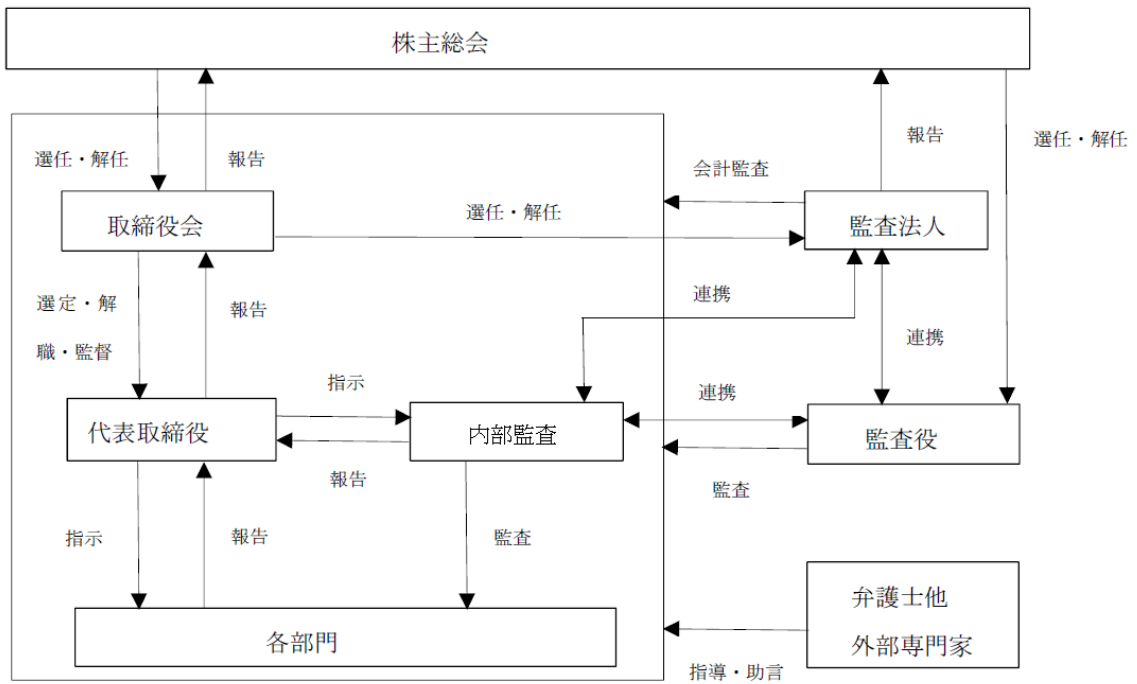 株主総会
選任・解任
報告
報告
選任・解任
会計監査
取締役会
選任・解任
監査法人
選定・解
職・監督
報告
連携
連携
指示
連携
代表取締役
内部監査
監査役
報告
監査
指示
報告
監査
各部門
弁護士他
外部専門家
指導・助言